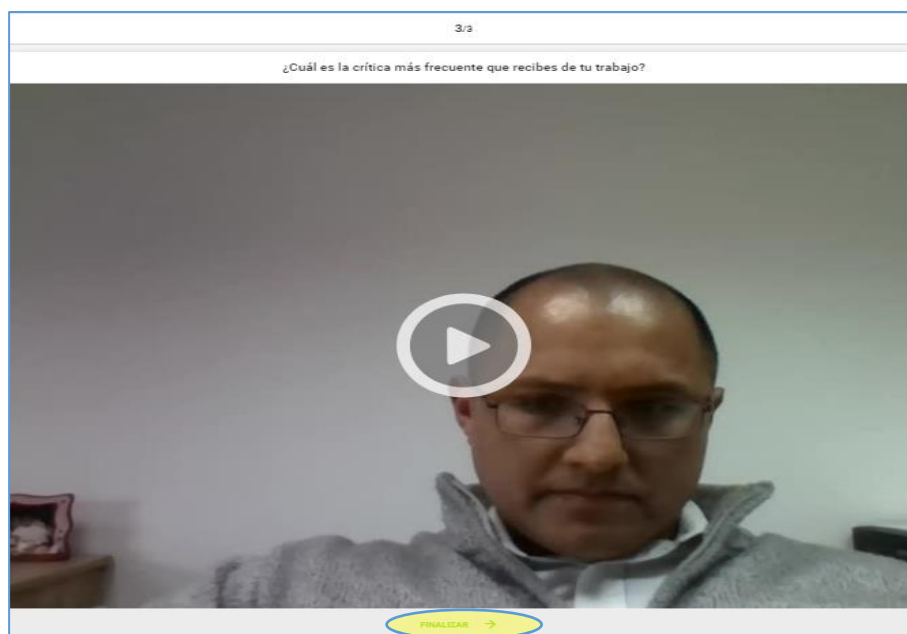 3/3
¿Cuál es la crítica más frecuente que recibes de tu trabajo?
FINALIZAR